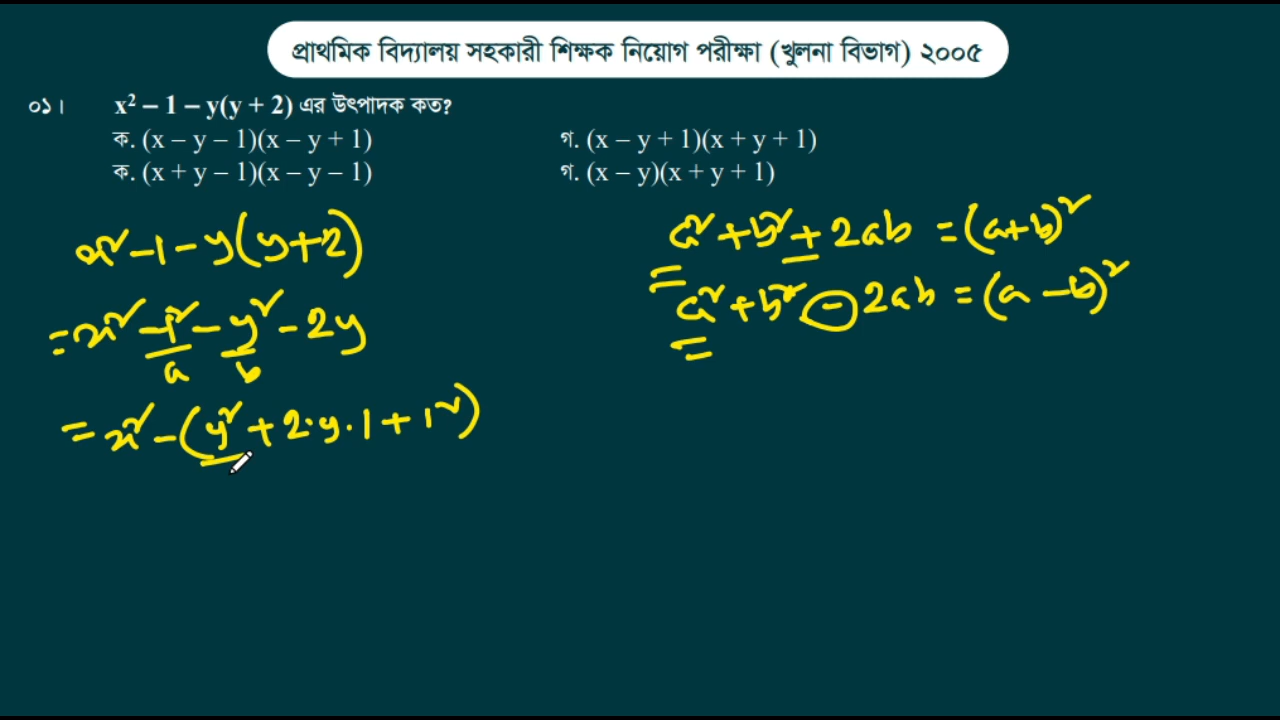 প্রাথমিক বিদ্যালয় সহকারী শিক্ষক নিয়োগ পরীক্ষা (খুলনা বিভাগ) ২০০৫
০১। x² – 1 – y(y + 2) এর উৎপাদক কত?
ক. (x – y – 1)(x – y + 1) গ. (x – y + 1)(x + y + 1)
ক. (x + y – 1)(x – y – 1) গ. (x – y)(x + y + 1)
x² – 1 – y(y + 2)
= x² – 1² – y² – 2y
a b
= x² – (y² + 2·y·1 + 1²)
a² + b² + 2ab = (a + b)²
a² + b² – 2ab = (a – b)²
=